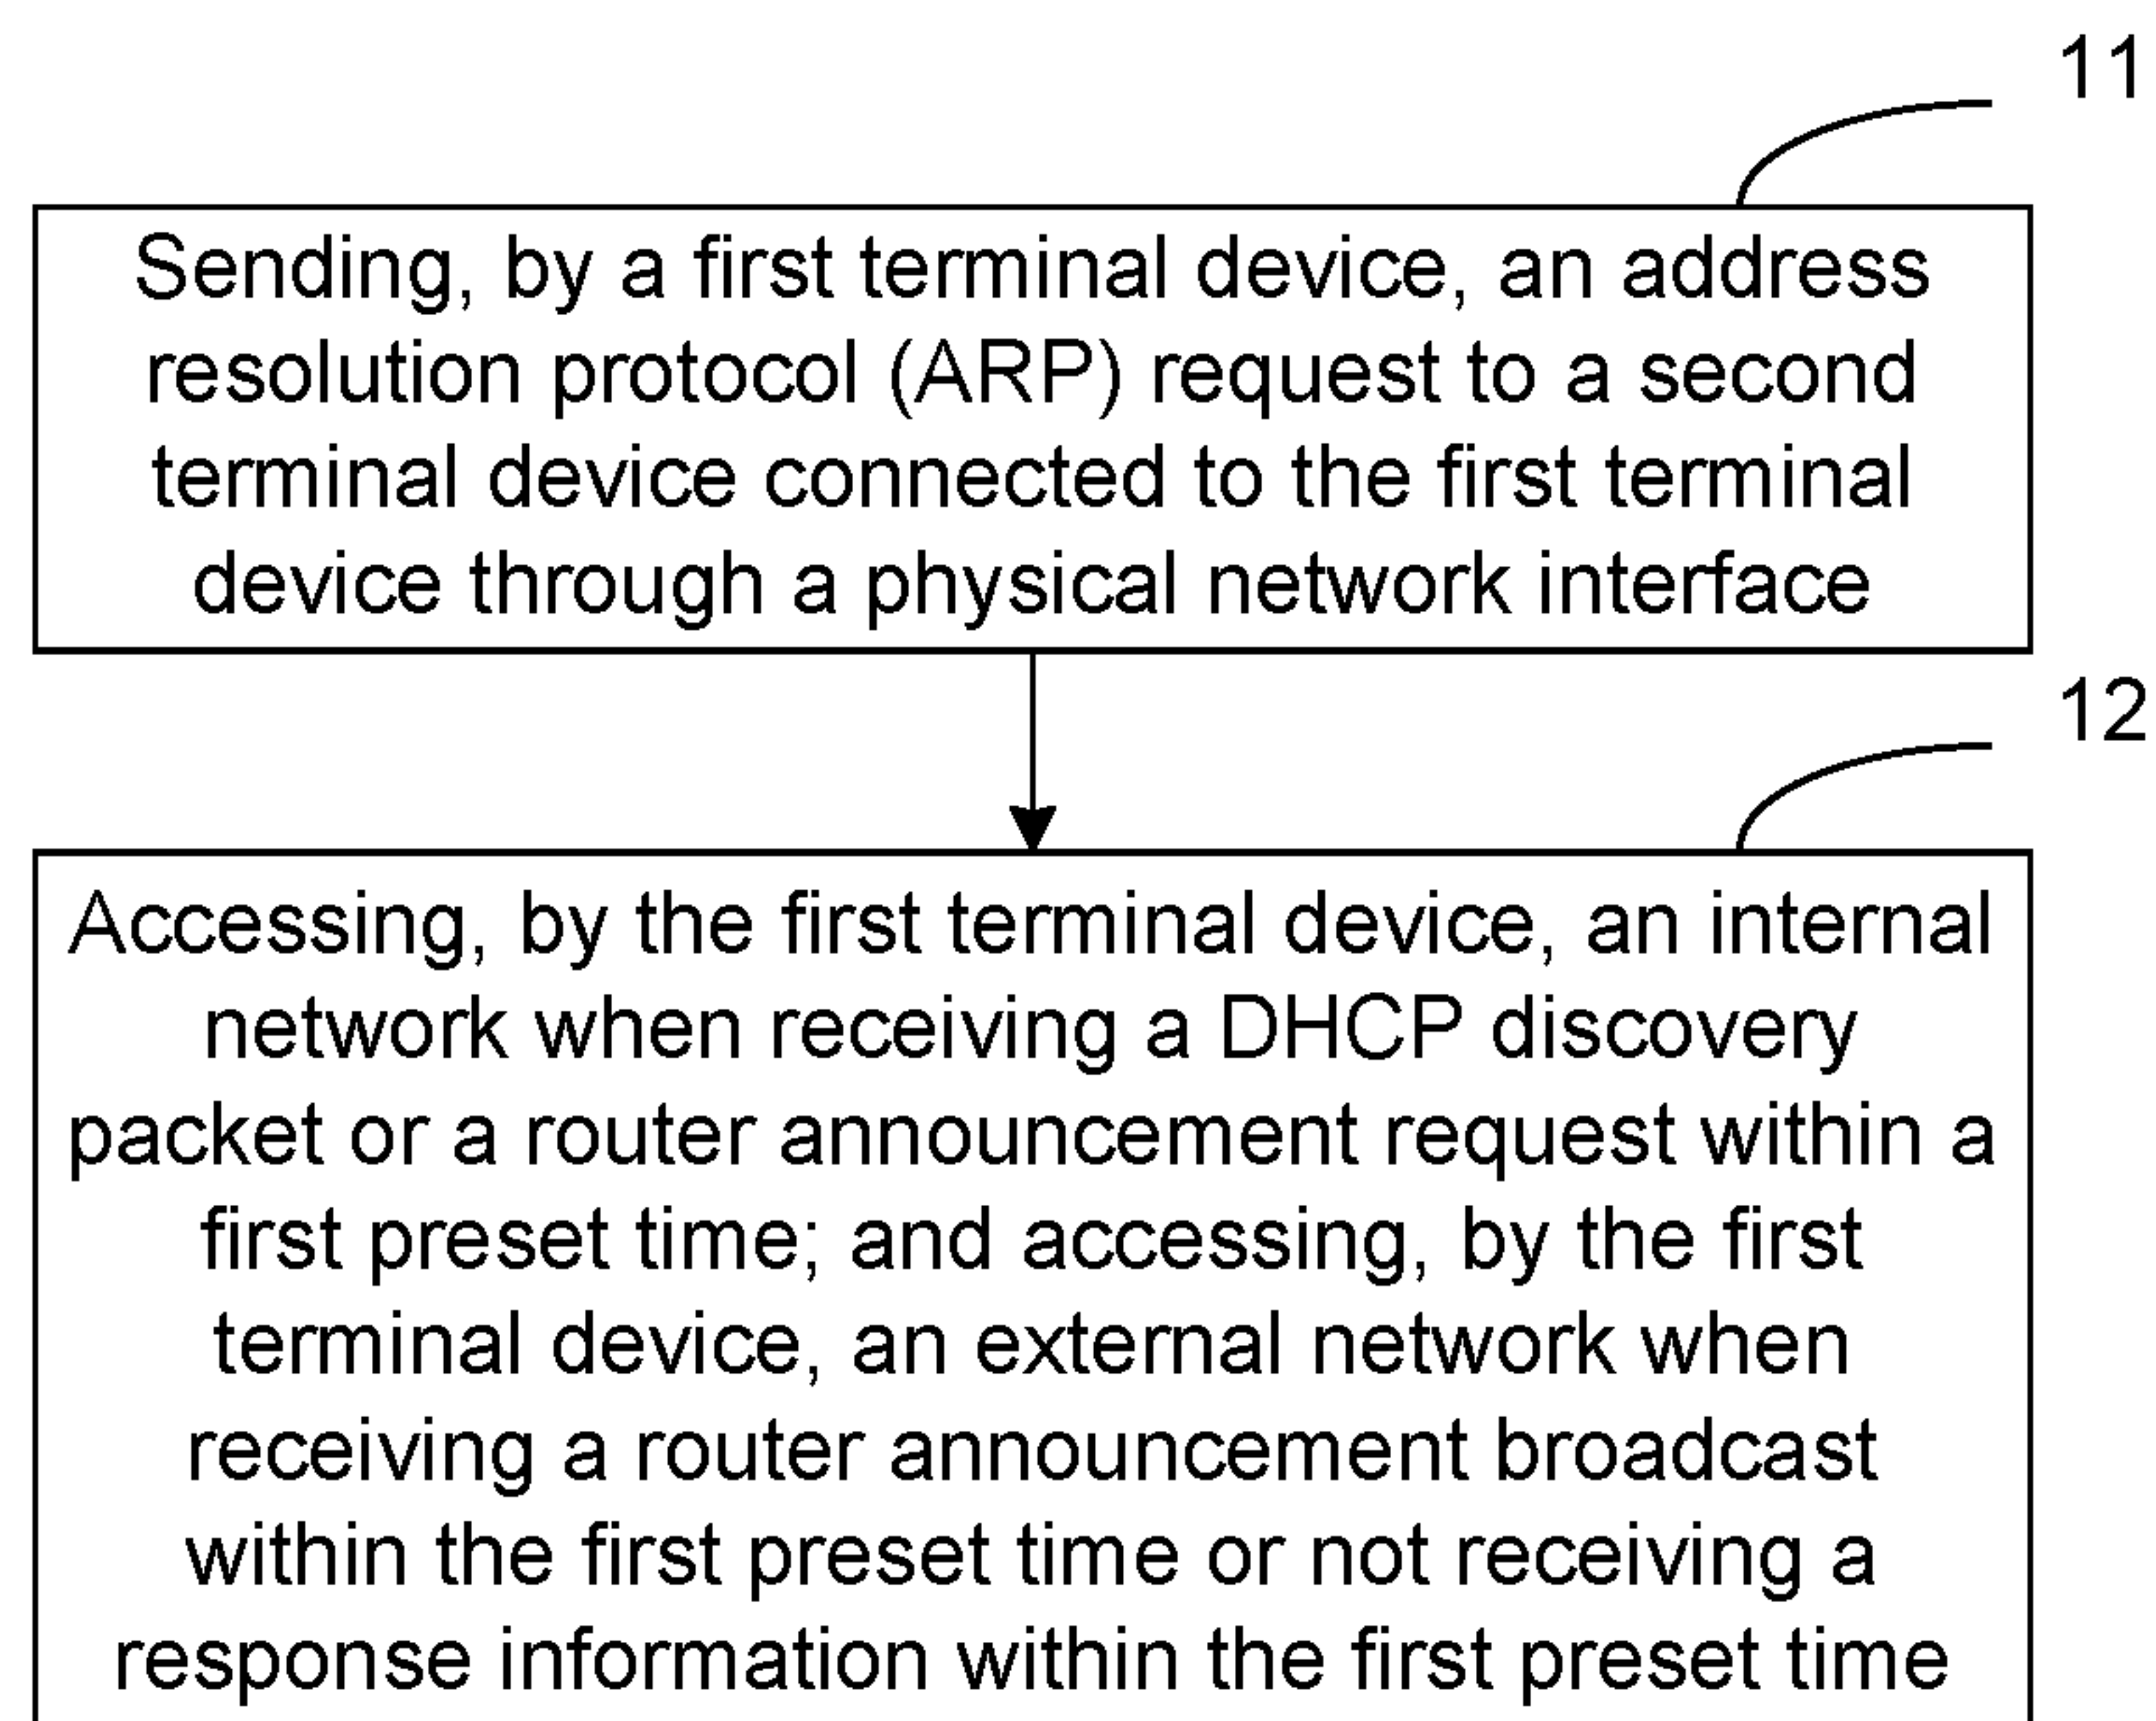 11
Sending, by a first terminal device, an address
resolution protocol (ARP) request to a second
terminal device connected to the first terminal
device through a physical network interface
12
Accessing, by the first terminal device, an internal
network when receiving a DHCP discovery
packet or a router announcement request within a
first preset time; and accessing, by the first
terminal device, an external network when
receiving a router announcement broadcast
within the first preset time or not receiving a
response information within the first preset time